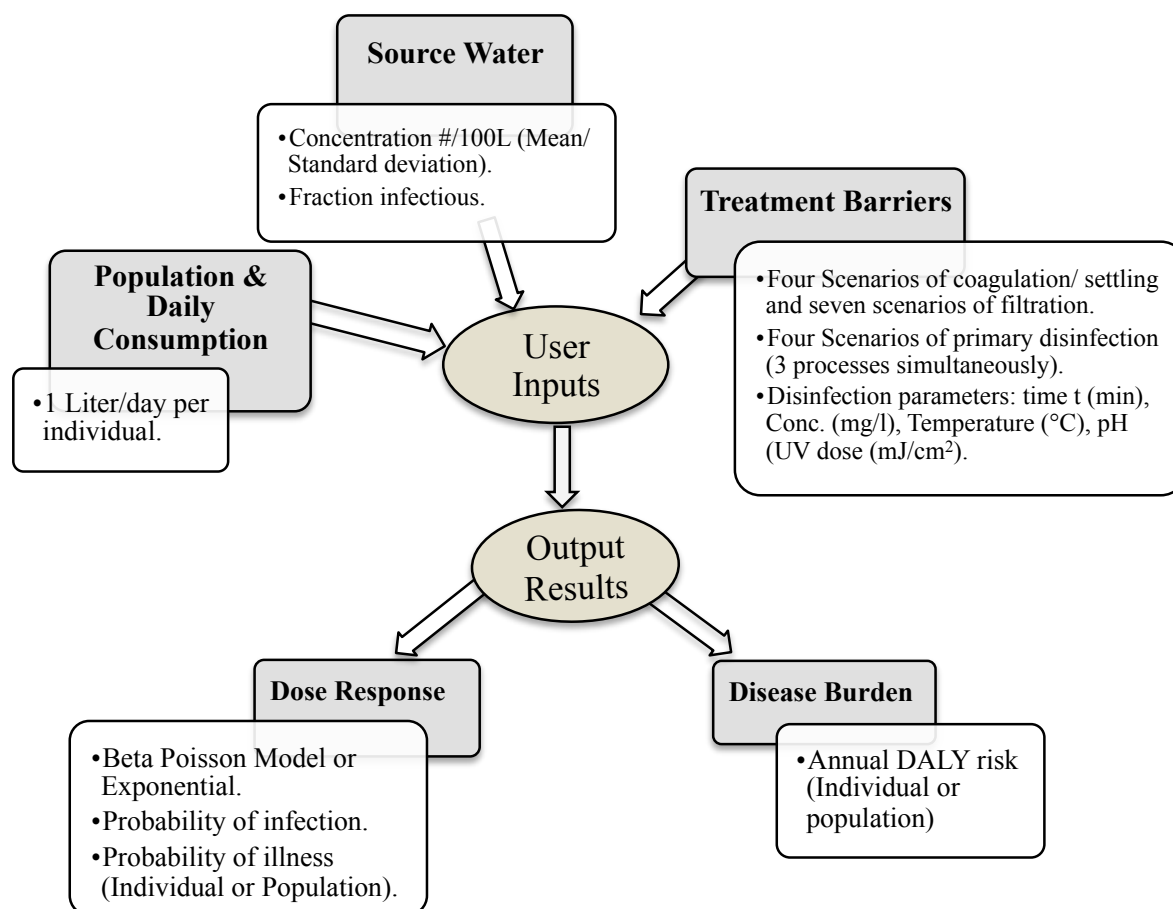 Source Water
•Concentration #/100L (Mean/
Standard deviation).
•Fraction infectious.
Treatment Barriers
•Four Scenarios of coagulation/ settling
and seven scenarios of filtration.
•Four Scenarios of primary disinfection
(3 processes simultaneously).
•Disinfection parameters: time t (min),
Conc. (mg/l), Temperature (°C), pH
(UV dose (mJ/cm²).
Population &
Daily
Consumption
•1 Liter/day per
individual.
User
Inputs
Output
Results
Dose Response
•Beta Poisson Model or
Exponential.
•Probability of infection.
•Probability of illness
(Individual or Population).
Disease Burden
•Annual DALY risk
(Individual or
population)